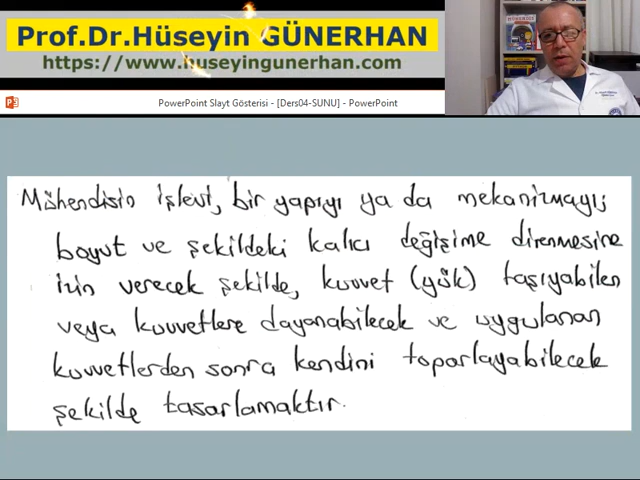 Prof.Dr.Hüseyin GÜNERHAN
https://www.huseyingunerhan.com
PowerPoint Slayt Gösterisi - [Ders04-SUNU] - PowerPoint
Mühendisin işlevi, bir yapıyı ya da mekanizmayı;
boyut ve şekildeki kalıcı değişime direnmesine
izin verecek şekilde, kuvvet (yük) taşıyabilen
veya kuvvetlere dayanabilecek ve uygulanan
kuvvetlerden sonra kendini toparlayabilecek
şekilde tasarlamaktır.